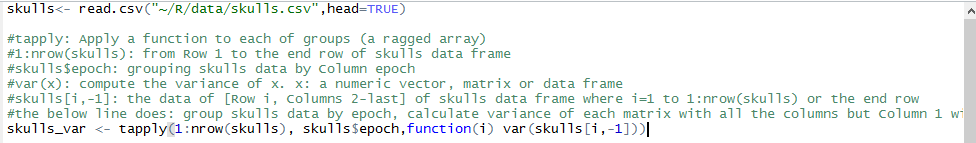 skulls<- read.csv("~/R/data/skulls.csv",head=TRUE)
#tapply: Apply a function to each of groups (a ragged array)
#1:nrow(skulls): from Row 1 to the end row of skulls data frame
#skulls$epoch: grouping skulls data by Column epoch
#var(x): compute the variance of x. x: a numeric vector, matrix or data frame
#skulls[i,-1]: the data of [Row i, Columns 2-last] of skulls data frame where i=1 to 1:nrow(skulls) or the end row
#the below line does: group skulls data by epoch, calculate variance of each matrix with all the columns but Column 1 wi
skulls_var <- tapply(1:nrow(skulls), skulls$epoch,function(i) var(skulls[i,-1]))